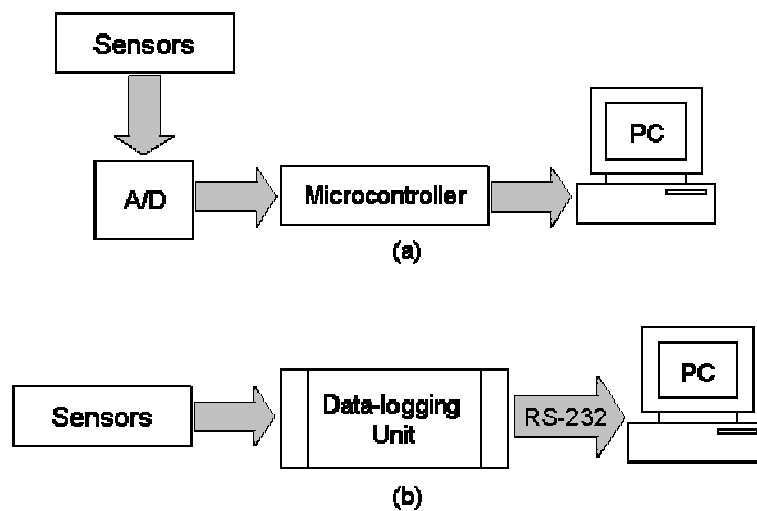 Sensors
A/D
Microcontroller
PC
(a)
Sensors
Data-logging
Unit
RS-232
PC
(b)